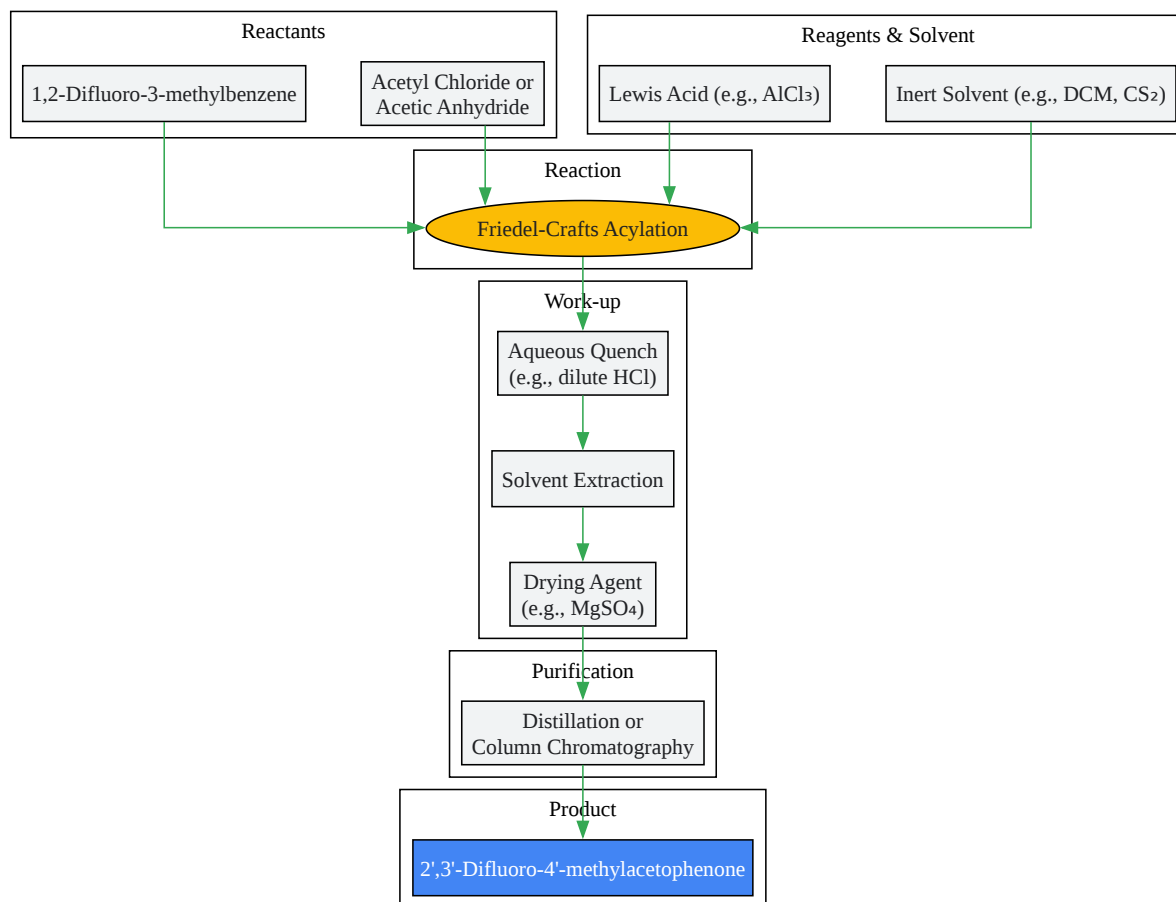 Reactants
1,2-Difluoro-3-methylbenzene
Acetyl Chloride or
Acetic Anhydride
Reagents & Solvent
Lewis Acid (e.g., AlCl₃)
Inert Solvent (e.g., DCM, CS₂)
Reaction
Friedel-Crafts Acylation
Work-up
Aqueous Quench
(e.g., dilute HCl)
Solvent Extraction
Drying Agent
(e.g., MgSO₄)
Purification
Distillation or
Column Chromatography
Product
2',3'-Difluoro-4'-methylacetophenone